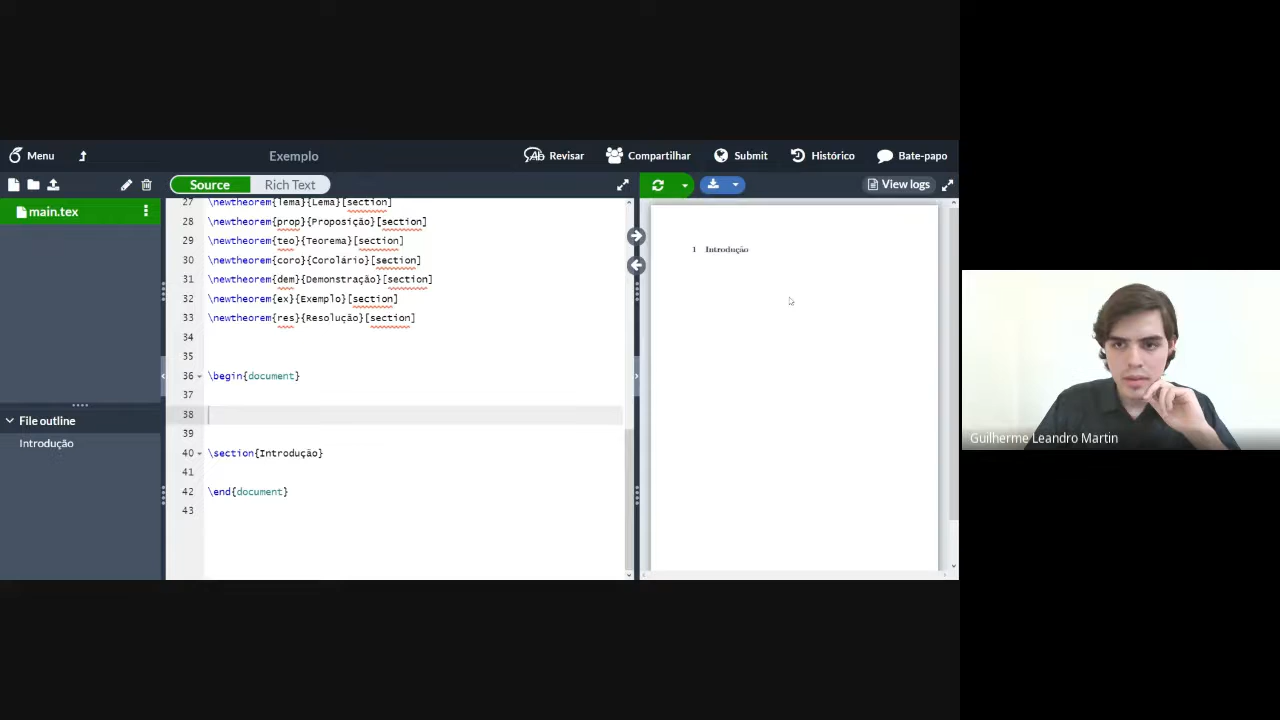 Menu
Exemplo
Revisar
Compartilhar
Submit
Histórico
Bate-papo
Source
Rich Text
View logs
main.tex
27 \newtheorem{lema}{Lema}[section]
28 \newtheorem{prop}{Proposição}[section]
29 \newtheorem{teo}{Teorema}[section]
30 \newtheorem{coro}{Corolário}[section]
31 \newtheorem{dem}{Demonstração}[section]
32 \newtheorem{ex}{Exemplo}[section]
33 \newtheorem{res}{Resolução}[section]
34
35
36 \begin{document}
37
38
39
40 \section{Introdução}
41
42 \end{document}
43
File outline
Introdução
1 Introdução
Guilherme Leandro Martin